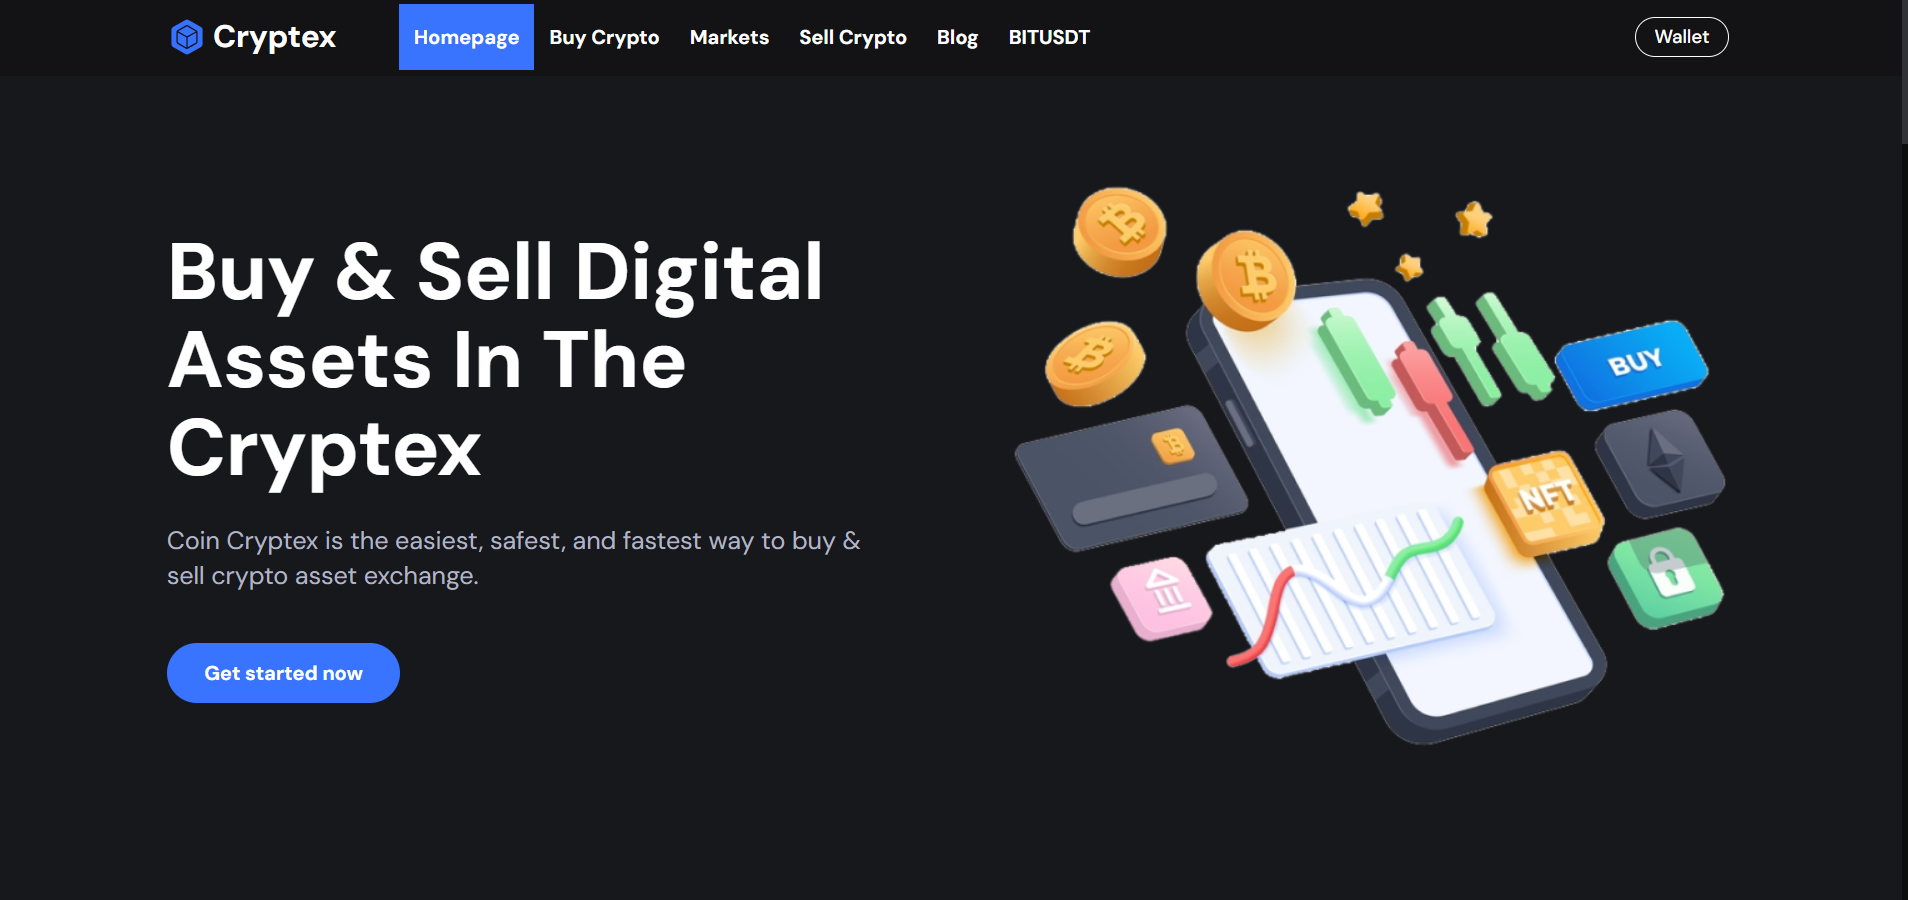 Cryptex
Homepage
Buy Crypto
Markets
Sell Crypto
Blog
BITUSDT
Wallet
Buy & Sell Digital
Assets In The
Cryptex
Coin Cryptex is the easiest, safest, and fastest way to buy &
sell crypto asset exchange.
Get started now
BUY
NFT